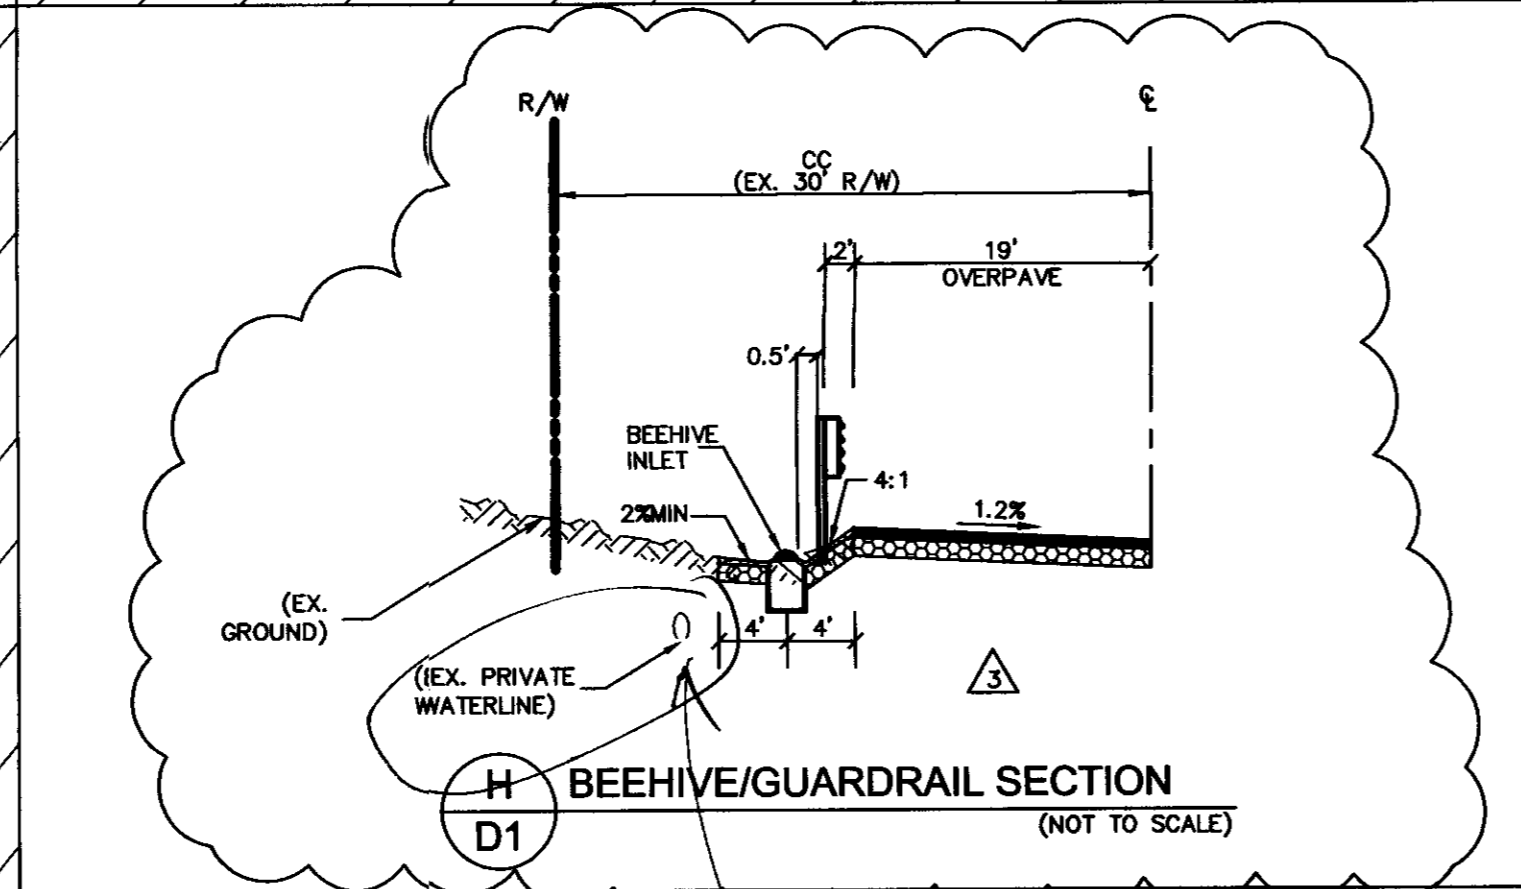 R/W
℄
CC
(EX. 30' R/W)
2'
19'
OVERPAVE
0.5'
BEEHIVE
INLET
4:1
2%MIN
1.2%
(EX.
GROUND)
4'
4'
(EX. PRIVATE
WATERLINE)
3
H
D1
BEEHIVE/GUARDRAIL SECTION
(NOT TO SCALE)